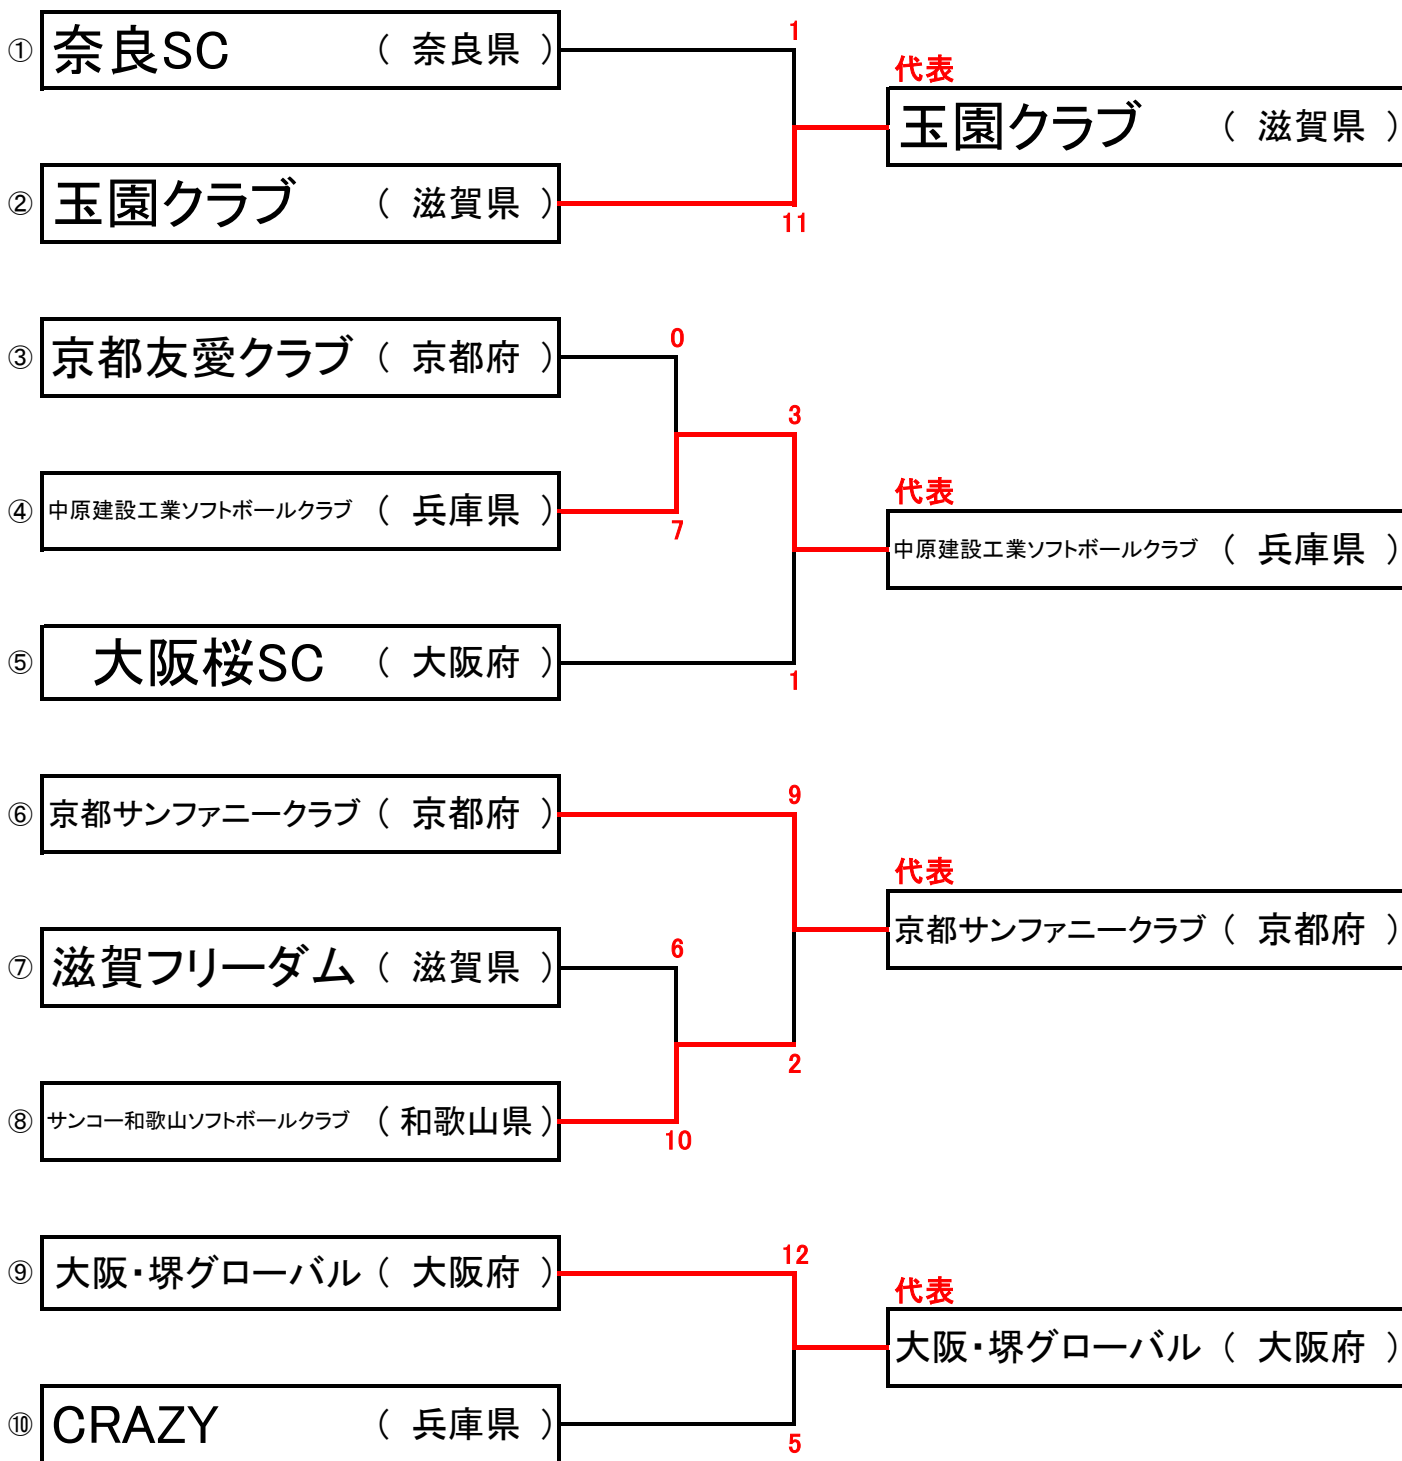 ① 奈良SC （ 奈良県 ）
1
代表
玉園クラブ （ 滋賀県 ）
② 玉園クラブ （ 滋賀県 ）
11
③ 京都友愛クラブ （ 京都府 ）
0
3
④ 中原建設工業ソフトボールクラブ （ 兵庫県 ）
7
代表
中原建設工業ソフトボールクラブ （ 兵庫県 ）
⑤ 大阪桜SC （ 大阪府 ）
1
⑥ 京都サンファニークラブ （ 京都府 ）
9
代表
京都サンファニークラブ （ 京都府 ）
⑦ 滋賀フリーダム （ 滋賀県 ）
6
2
⑧ サンコー和歌山ソフトボールクラブ （ 和歌山県 ）
10
⑨ 大阪・堺グローバル （ 大阪府 ）
12
代表
大阪・堺グローバル （ 大阪府 ）
⑩ CRAZY （ 兵庫県 ）
5